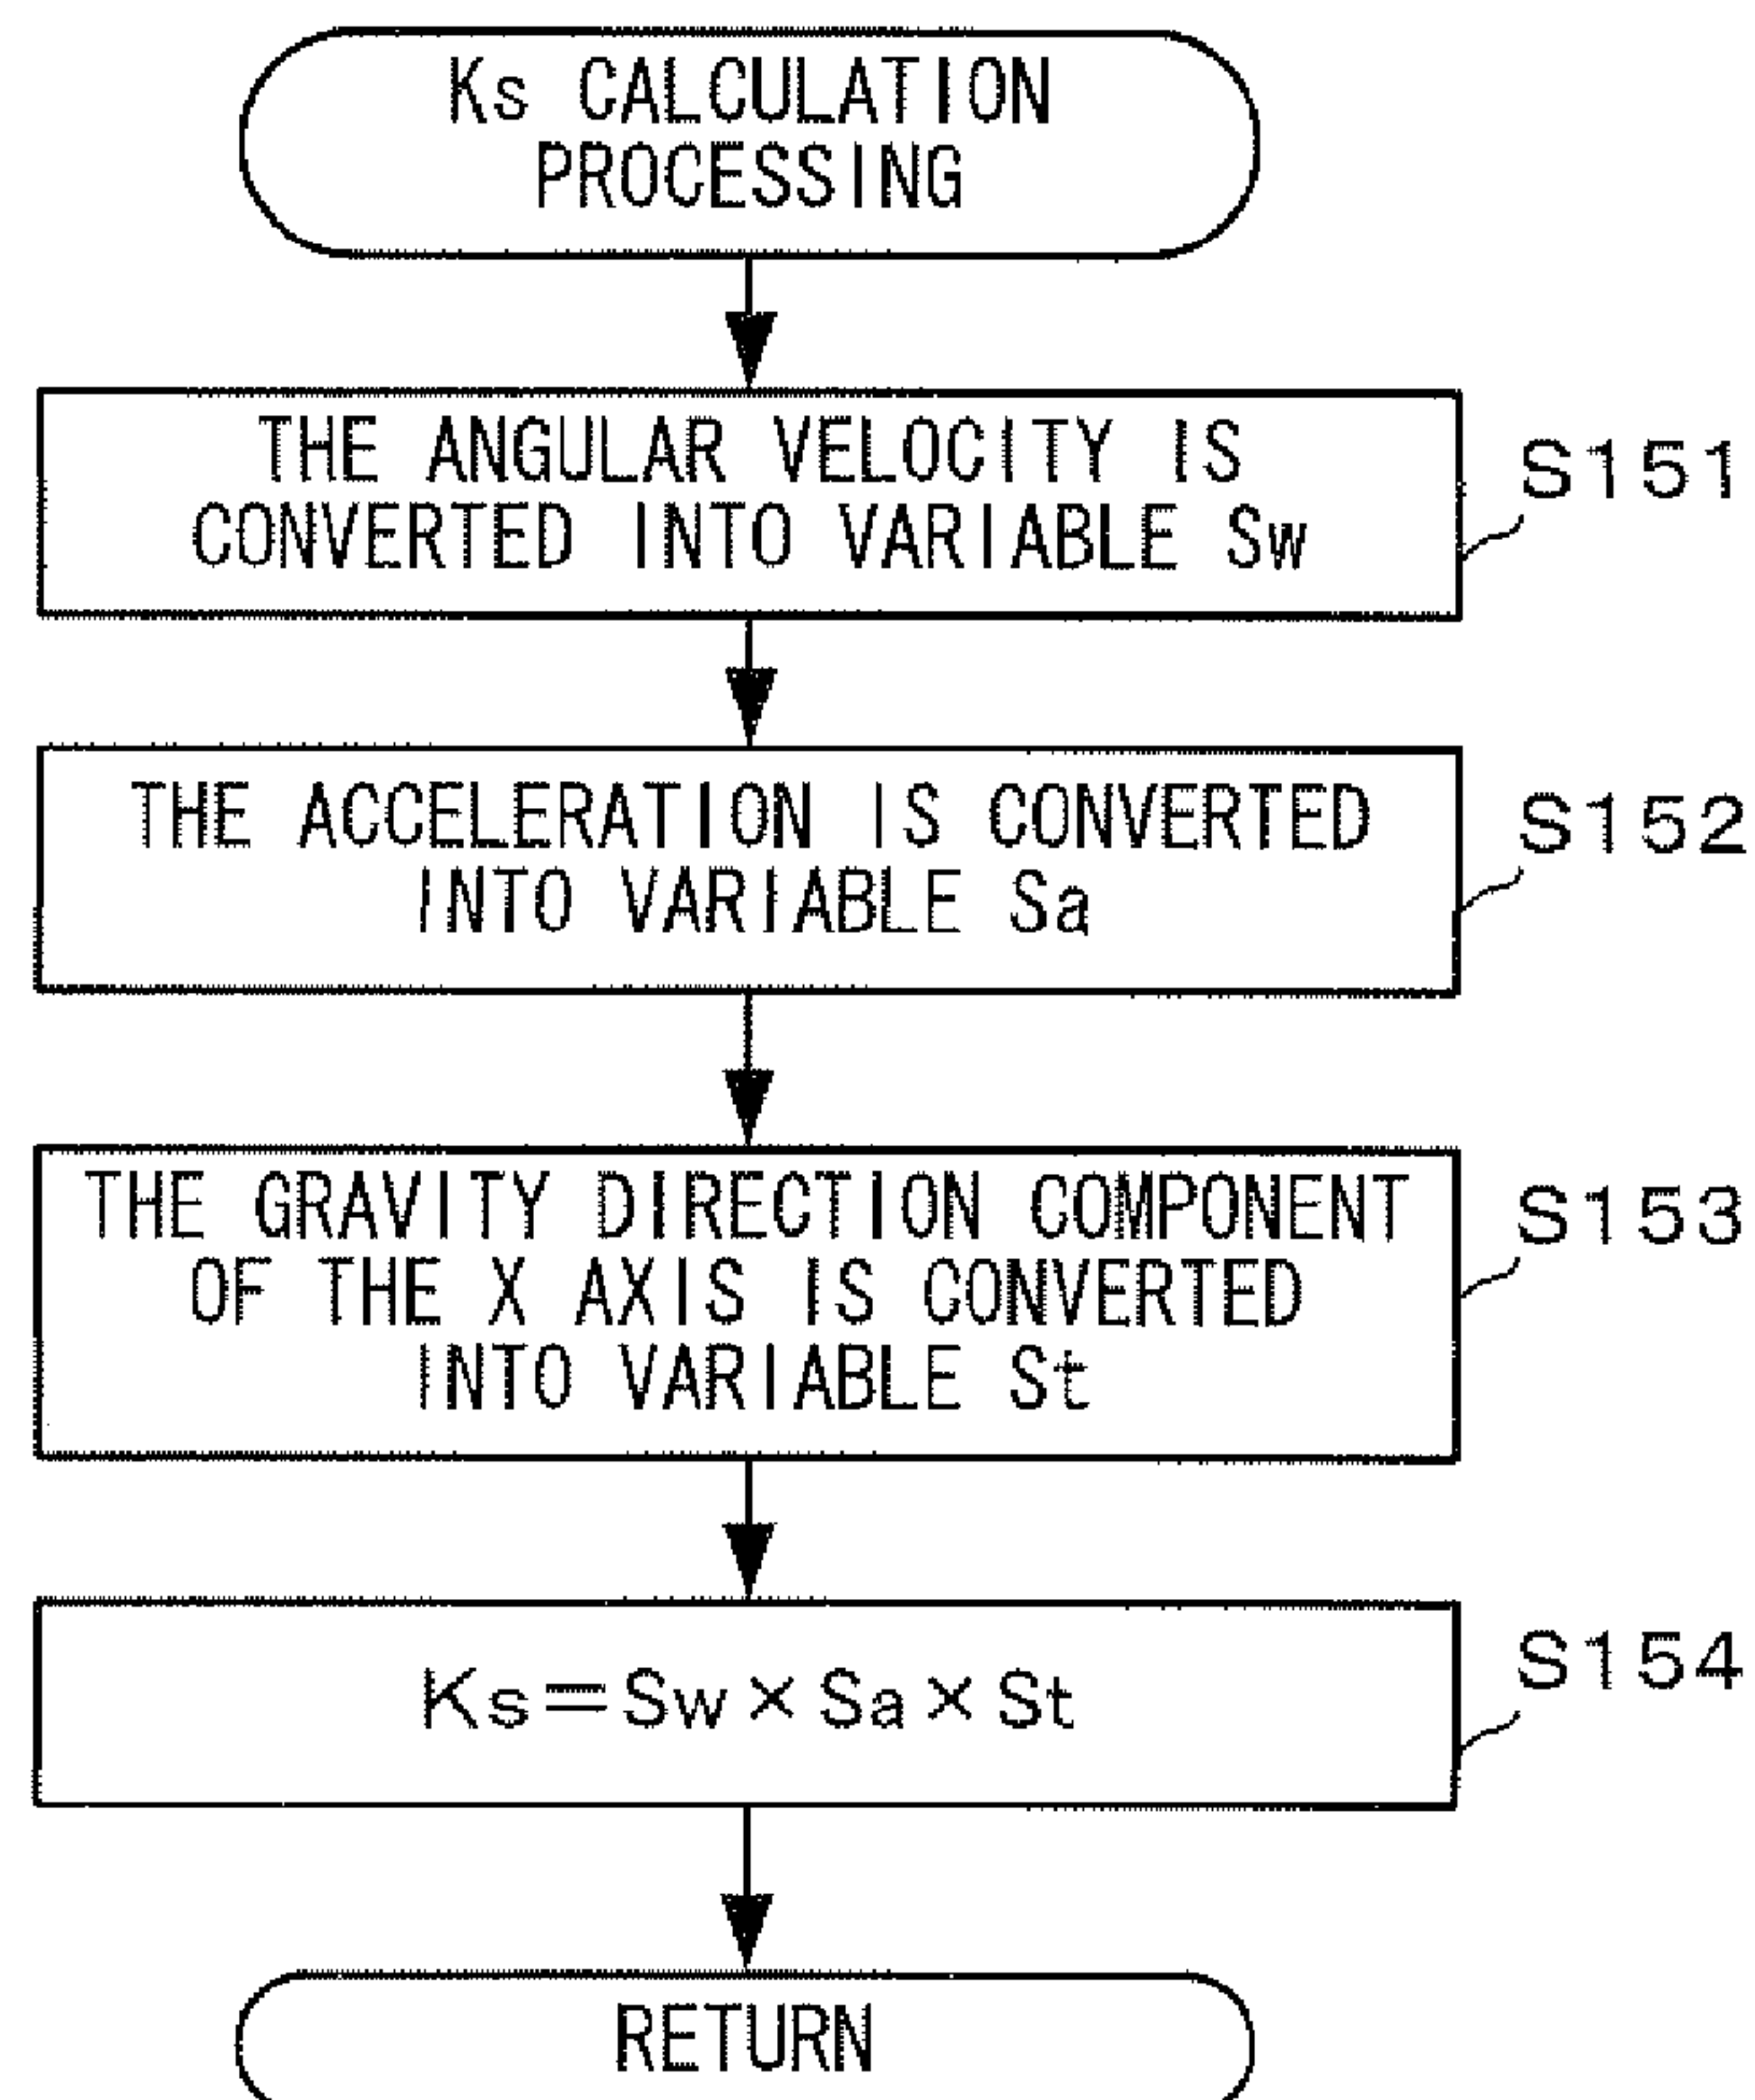 Ks CALCULATION
PROCESSING
THE ANGULAR VELOCITY IS
CONVERTED INTO VARIABLE Sw
S151
THE ACCELERATION IS CONVERTED
INTO VARIABLE Sa
S152
THE GRAVITY DIRECTION COMPONENT
OF THE X AXIS IS CONVERTED
INTO VARIABLE St
S153
Ks=Sw×Sa×St
S154
RETURN